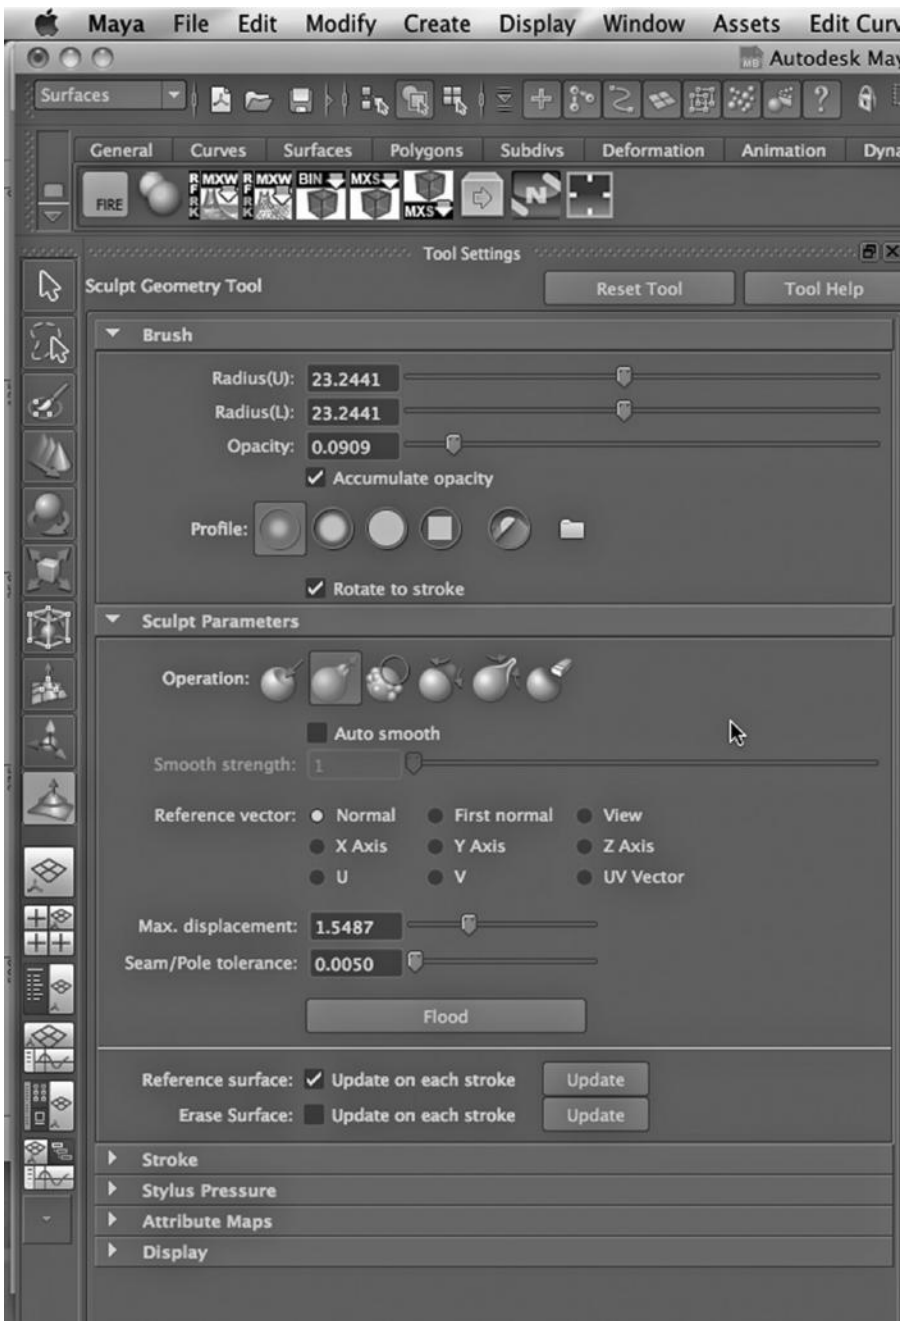 Maya File Edit Modify Create Display Window Assets Edit Curv
MB Autodesk May
Surfaces ?
General Curves Surfaces Polygons Subdivs Deformation Animation Dyna
FIRE RFRK MXW RFRK MXW BIN MXS MXS N
Tool Settings
Sculpt Geometry Tool Reset Tool Tool Help
Brush
Radius(U): 23.2441
Radius(L): 23.2441
Opacity: 0.0909
Accumulate opacity
Profile:
Rotate to stroke
Sculpt Parameters
Operation:
Auto smooth
Smooth strength: 1
Reference vector: Normal First normal View
X Axis Y Axis Z Axis
U V UV Vector
Max. displacement: 1.5487
Seam/Pole tolerance: 0.0050
Flood
Reference surface: Update on each stroke Update
Erase Surface: Update on each stroke Update
Stroke
Stylus Pressure
Attribute Maps
Display